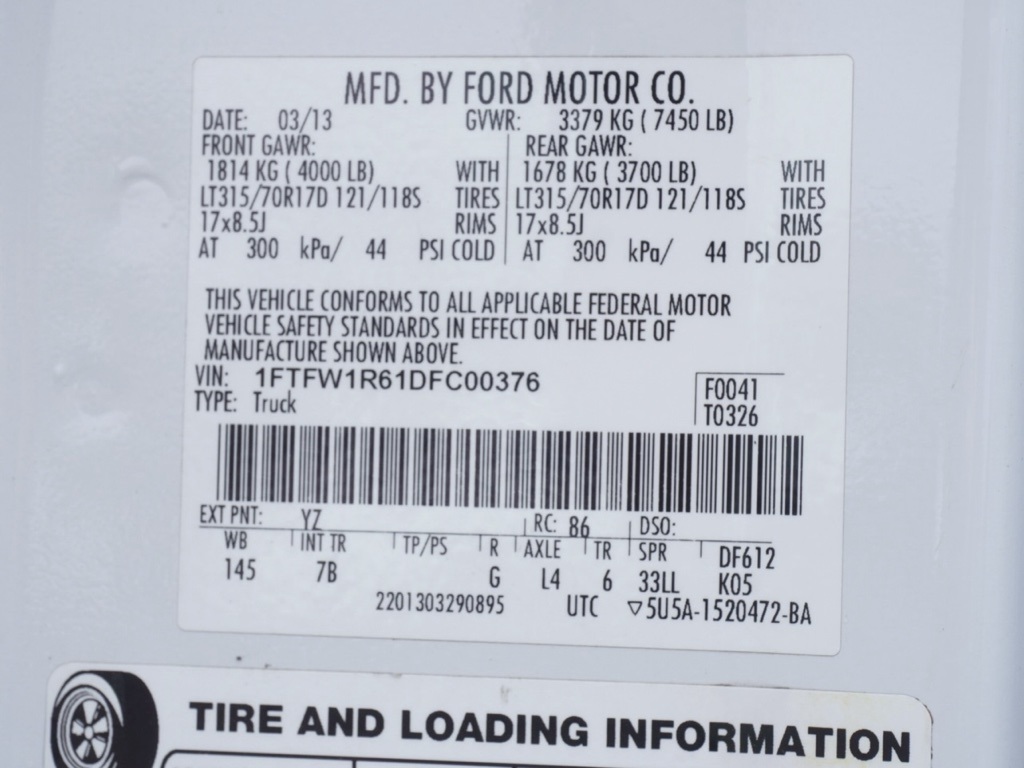 MFD. BY FORD MOTOR CO.
DATE: 03/13 GVWR: 3379 KG ( 7450 LB)
FRONT GAWR: REAR GAWR:
1814 KG ( 4000 LB) WITH 1678 KG ( 3700 LB) WITH
LT315/70R17D 121/118S TIRES LT315/70R17D 121/118S TIRES
17x8.5J RIMS 17x8.5J RIMS
AT 300 kPa/ 44 PSI COLD AT 300 kPa/ 44 PSI COLD
THIS VEHICLE CONFORMS TO ALL APPLICABLE FEDERAL MOTOR
VEHICLE SAFETY STANDARDS IN EFFECT ON THE DATE OF
MANUFACTURE SHOWN ABOVE.
VIN: 1FTFW1R61DFC00376 F0041
TYPE: Truck T0326
EXT PNT: YZ RC: 86 DSO:
WB INT TR TP/PS R AXLE TR SPR DF612
145 7B G L4 6 33LL K05
2201303290895 UTC ▽5U5A-1520472-BA
TIRE AND LOADING INFORMATION